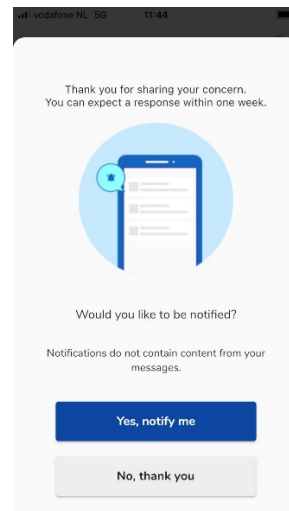 vodafone NL 5G 11:44
Thank you for sharing your concern.
You can expect a response within one week.
Would you like to be notified?
Notifications do not contain content from your
messages.
Yes, notify me
No, thank you